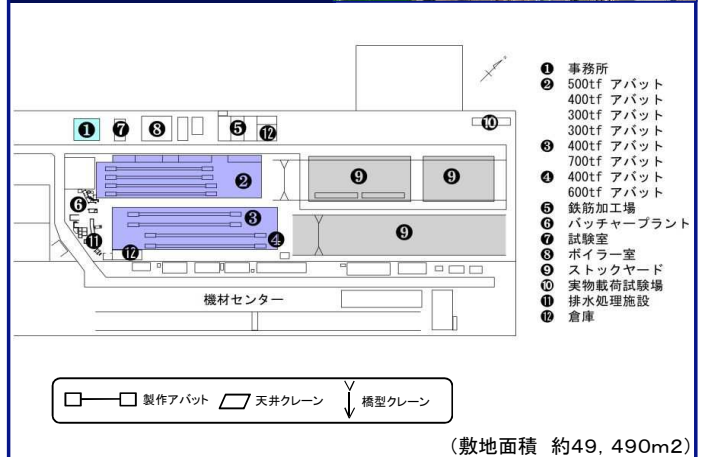 ❶ ❼ ❽ ❺ ⓬ ❿
❷ ❾ ❾
❻
❸ ❹ ❾
⓫ ⓬
機材センター
❶ 事務所
❷ 500tf アバット
400tf アバット
300tf アバット
300tf アバット
❸ 400tf アバット
700tf アバット
❹ 400tf アバット
600tf アバット
❺ 鉄筋加工場
❻ バッチャープラント
❼ 試験室
❽ ボイラー室
❾ ストックヤード
❿ 実物載荷試験場
⓫ 排水処理施設
⓬ 倉庫
製作アバット 天井クレーン 橋型クレーン
(敷地面積 約49,490m2)